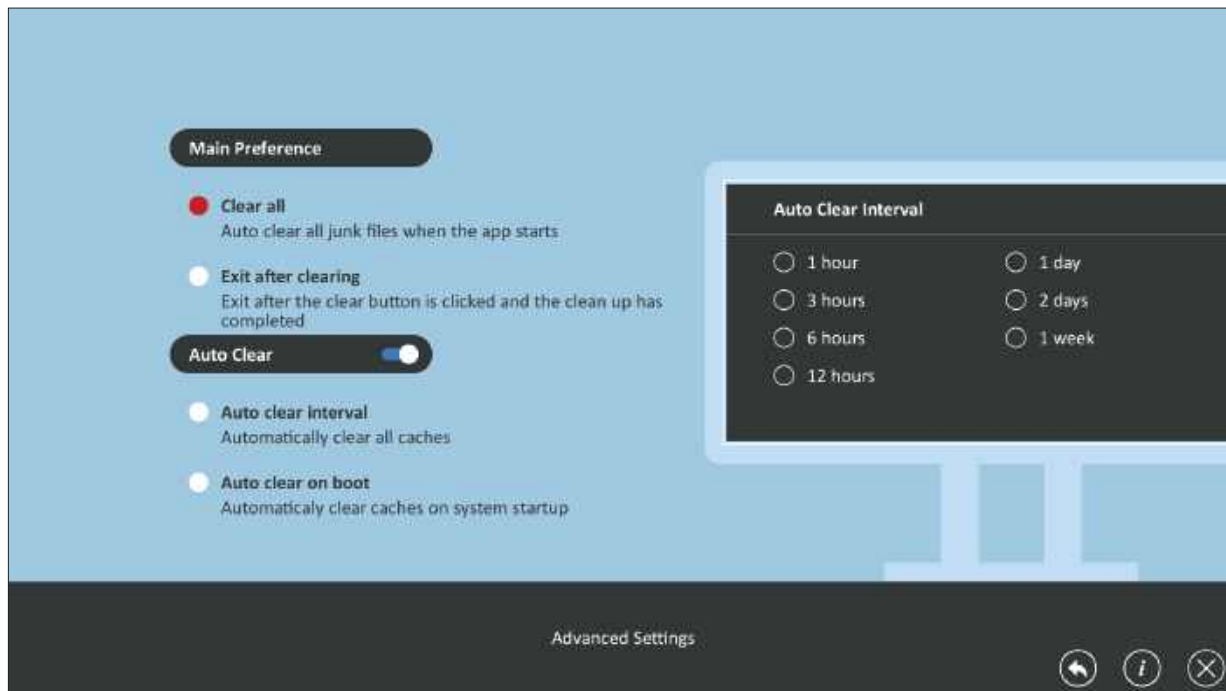 Main Preference
Clear all
Auto clear all junk files when the app starts
Exit after clearing
Exit after the clear button is clicked and the clean up has
completed
Auto Clear
Auto clear interval
Automatically clear all caches
Auto clear on boot
Automaticaly clear caches on system startup
Auto Clear Interval
1 hour
1 day
3 hours
2 days
6 hours
1 week
12 hours
Advanced Settings
i